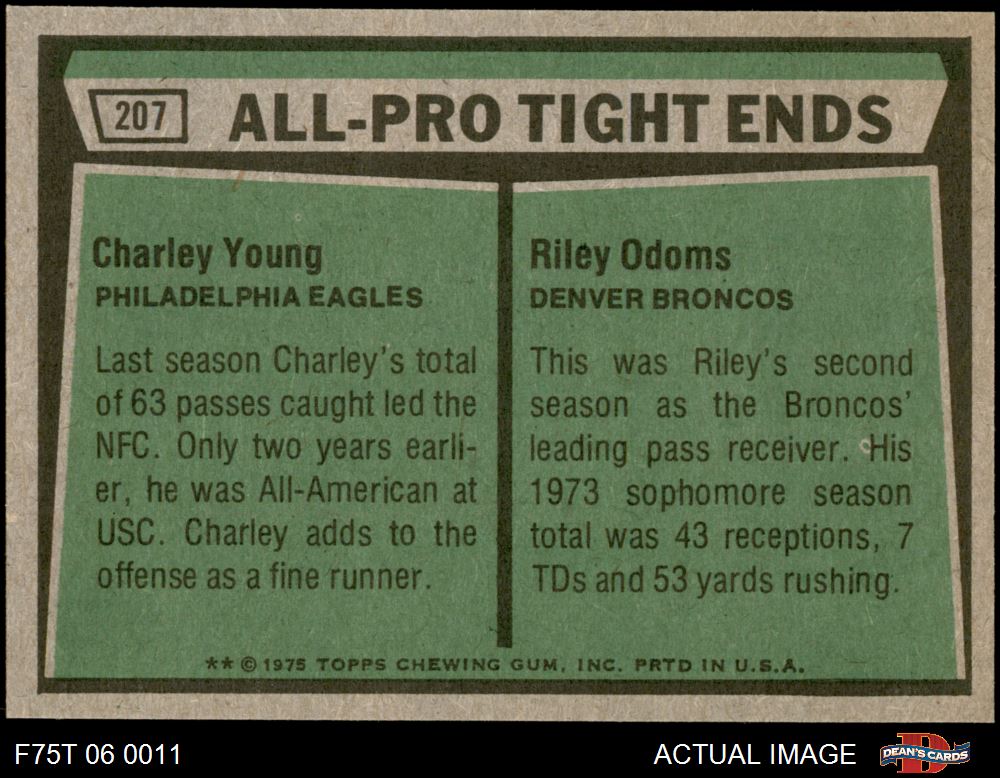 207
ALL-PRO TIGHT ENDS
Charley Young
PHILADELPHIA EAGLES
Last season Charley's total
of 63 passes caught led the
NFC. Only two years earli-
er, he was All-American at
USC. Charley adds to the
offense as a fine runner.
Riley Odoms
DENVER BRONCOS
This was Riley's second
season as the Broncos'
leading pass receiver. His
1973 sophomore season
total was 43 receptions, 7
TDs and 53 yards rushing.
** © 1975 TOPPS CHEWING GUM, INC. PRTD IN U.S.A.
F75T 06 0011
ACTUAL IMAGE
D
DEAN'S CARDS